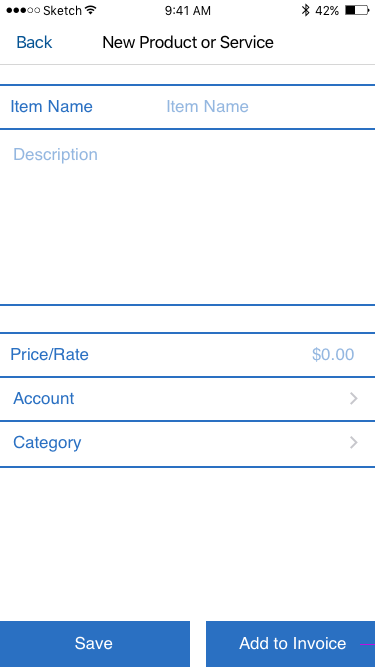 Sketch 9:41 AM 42%
Back New Product or Service
Item Name Item Name
Description
Price/Rate $0.00
Account
Category
Save Add to Invoice